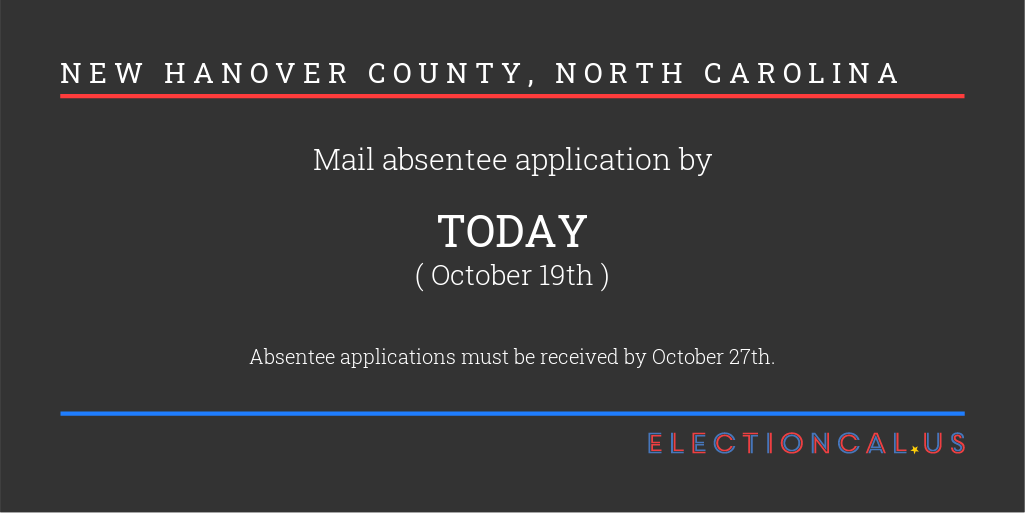 NEW HANOVER COUNTY, NORTH CAROLINA
Mail absentee application by
TODAY
( October 19th )
Absentee applications must be received by October 27th.
ELECTIONCAL.US